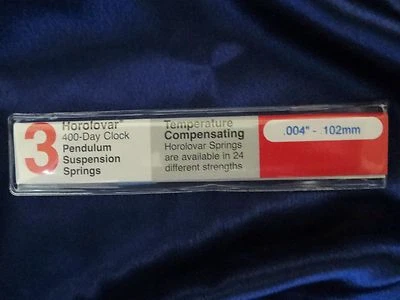 3
Horolovar®
400-Day Clock
Pendulum
Suspension
Springs
Temperature
Compensating
Horolovar Springs
are available in 24
different strengths
.004" - .102mm